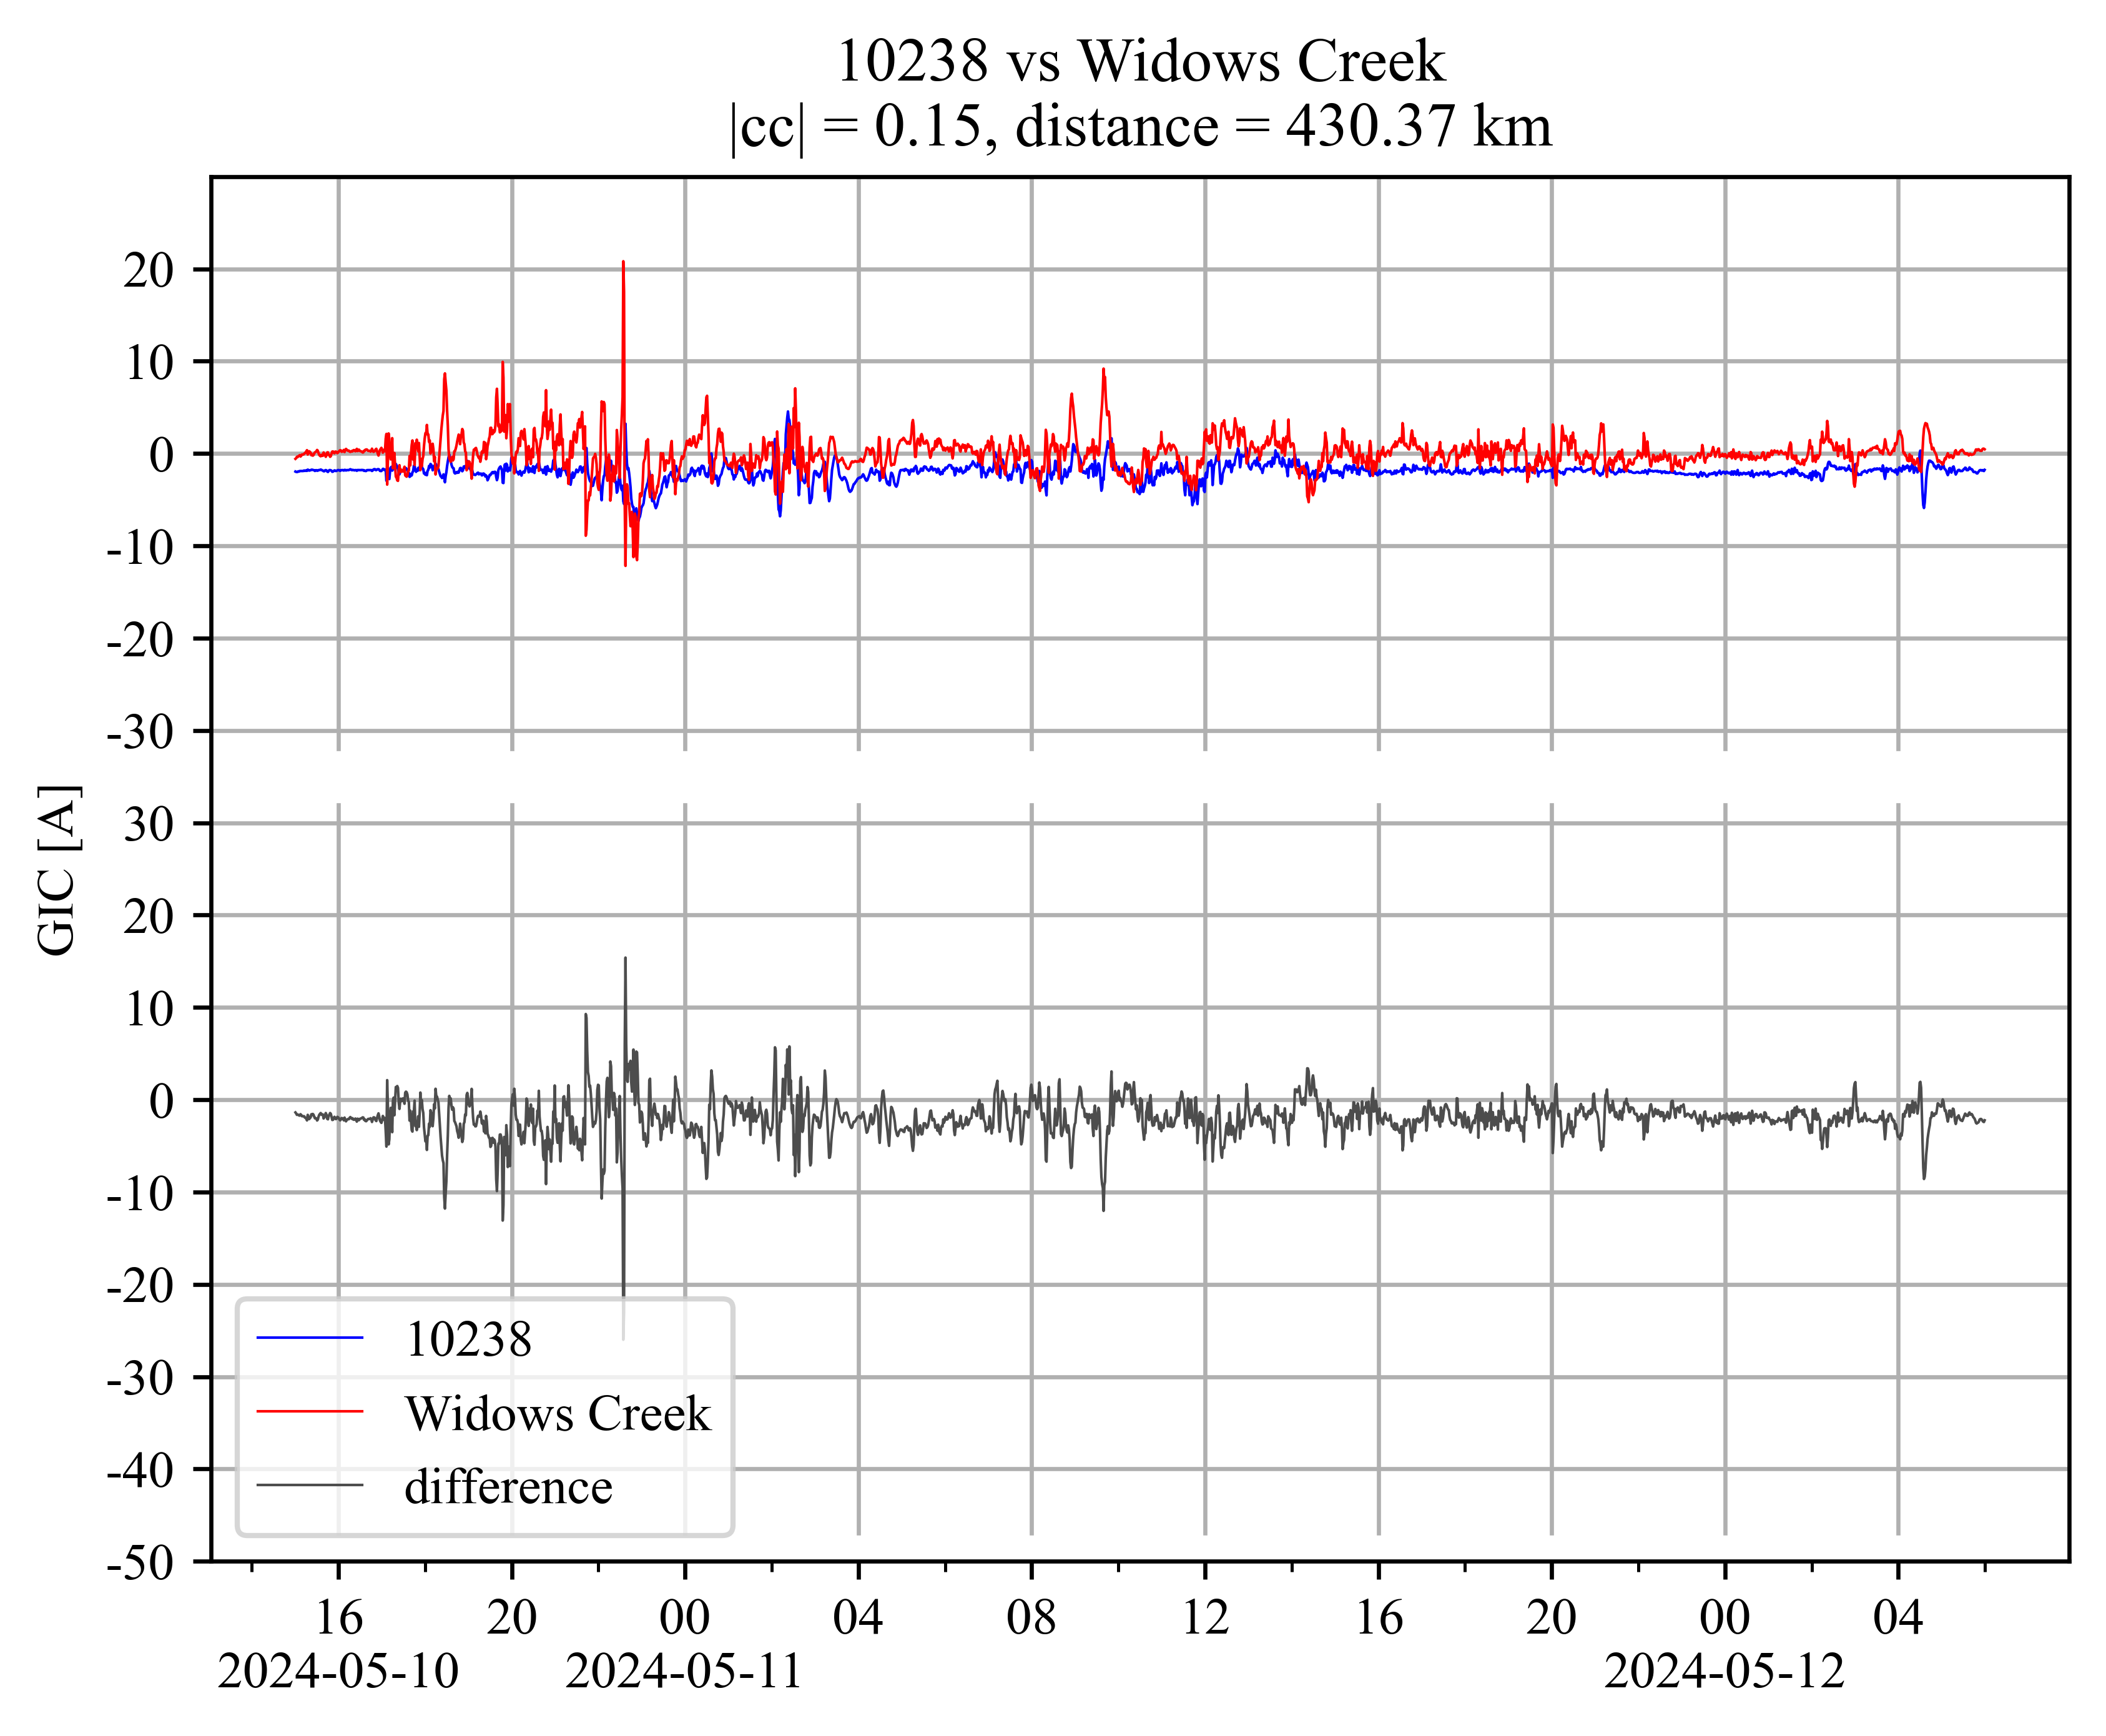 10238 vs Widows Creek
|cc| = 0.15, distance = 430.37 km
20
10
0
-10
-20
-30
30
20
10
0
-10
-20
-30
-40
-50
GIC [A]
10238
Widows Creek
difference
16 20 00 04 08 12 16 20 00 04
2024-05-10 2024-05-11 2024-05-12